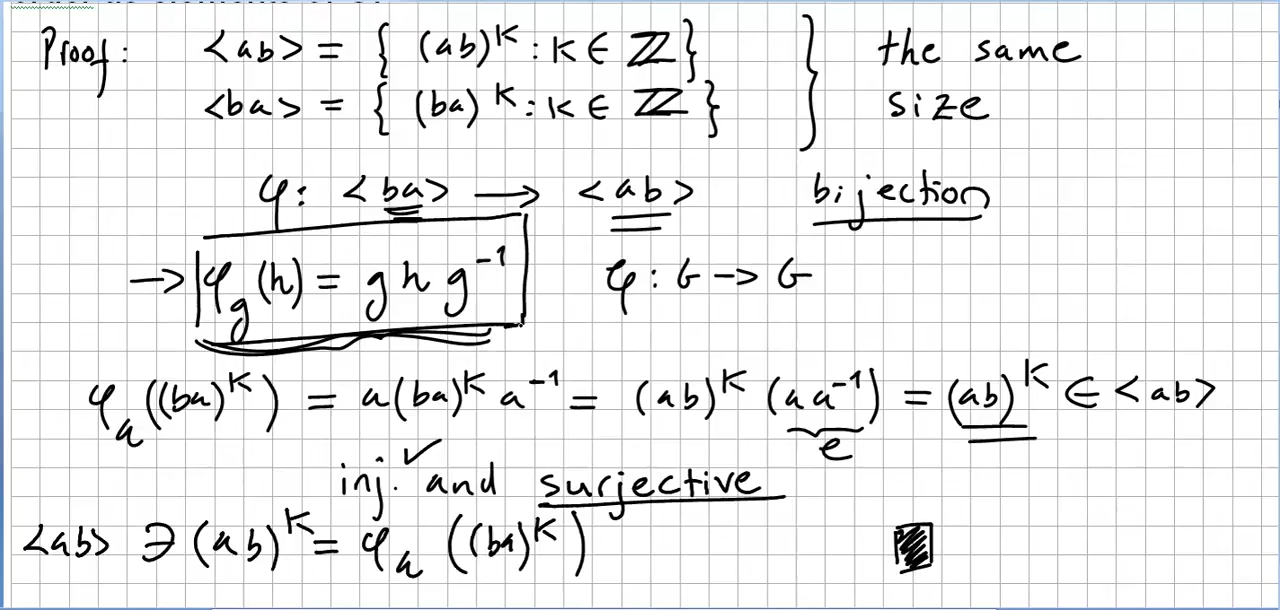 Proof: <ab> = { (ab)^K : K ∈ ℤ } } the same
<ba> = { (ba)^K : K ∈ ℤ } size
φ: <ba> → <ab> bijection
→ φ_g(h) = g h g^{-1} φ: G → G
φ_a((ba)^K) = a(ba)^K a^{-1} = (ab)^K (aa^{-1}) = (ab)^K ∈ <ab>
e
inj. ✓ and surjective
<ab> ∋ (ab)^K = φ_a ((ba)^K)